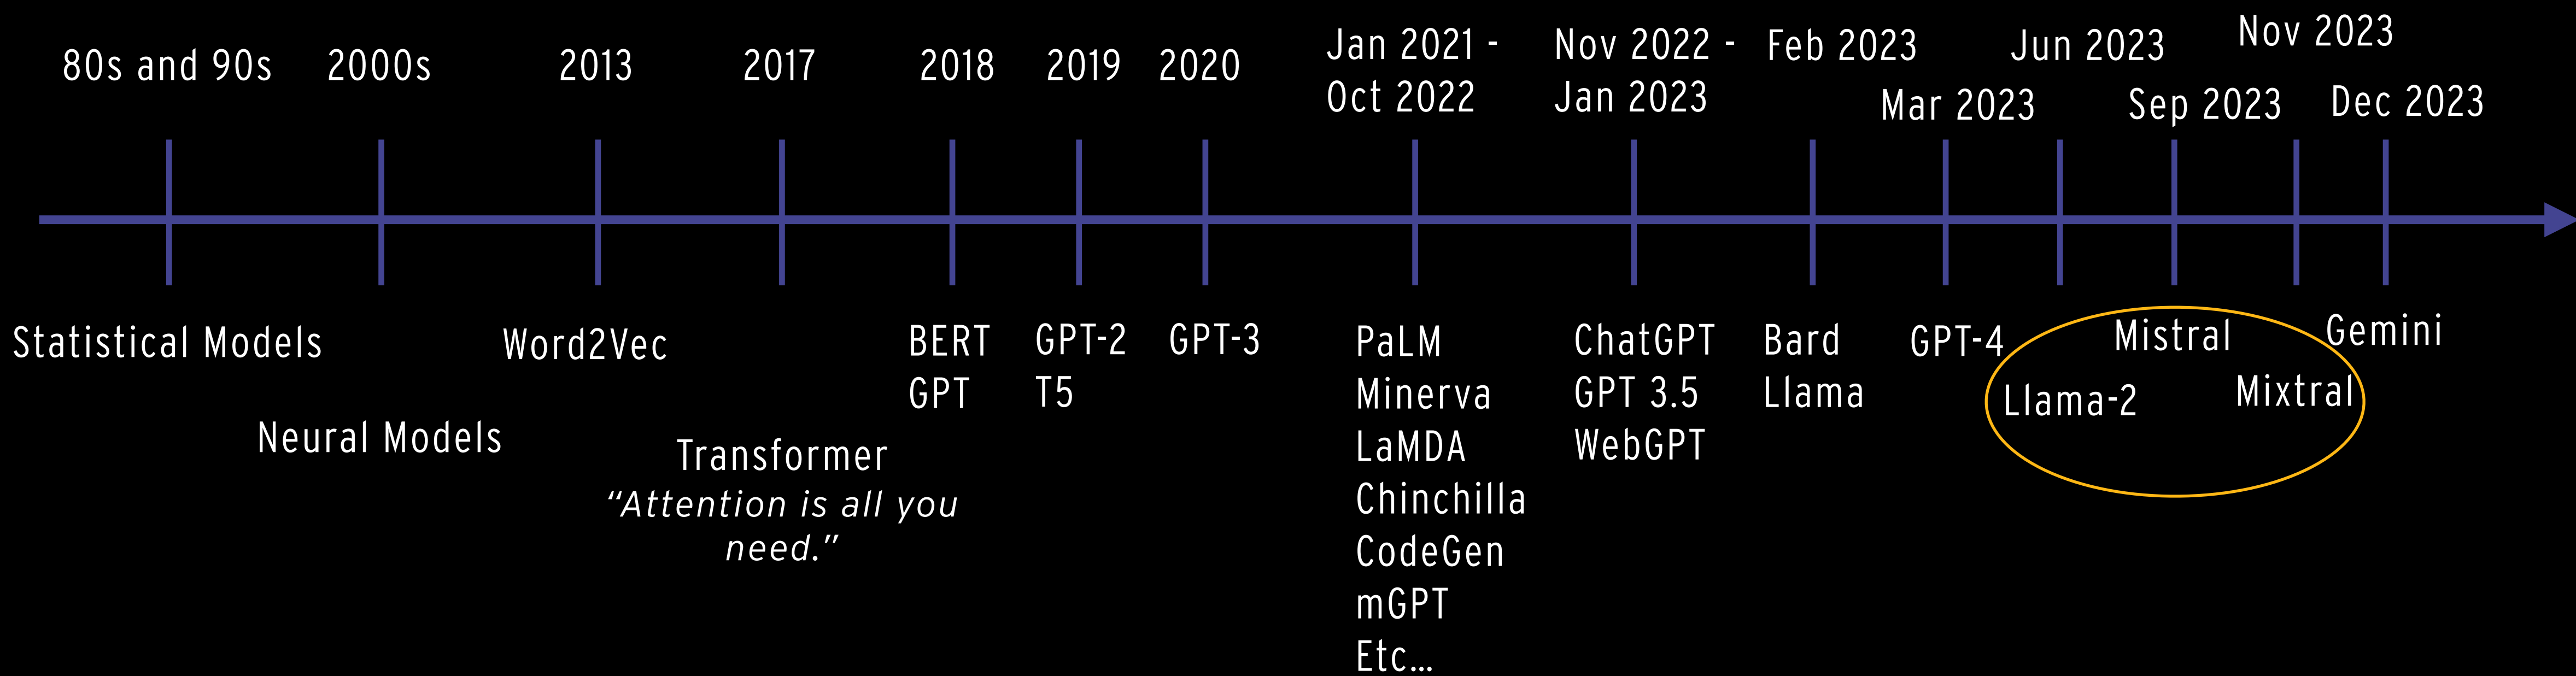 80s and 90s
2000s
2013
2017
2018
2019
2020
Jan 2021 -
Oct 2022
Nov 2022 -
Jan 2023
Feb 2023
Mar 2023
Jun 2023
Sep 2023
Nov 2023
Dec 2023
Statistical Models
Neural Models
Word2Vec
Transformer
“Attention is all you
need.”
BERT
GPT
GPT-2
T5
GPT-3
PaLM
Minerva
LaMDA
Chinchilla
CodeGen
mGPT
Etc...
ChatGPT
GPT 3.5
WebGPT
Bard
Llama
GPT-4
Llama-2
Mistral
Mixtral
Gemini